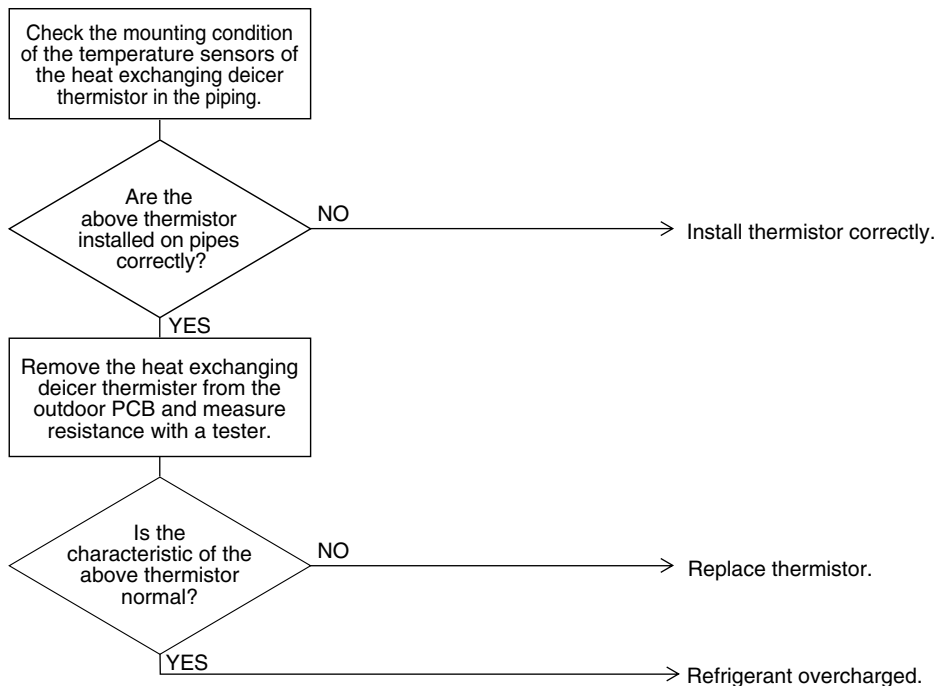 Check the mounting condition
of the temperature sensors of
the heat exchanging deicer
thermistor in the piping.
Are the
above thermistor
installed on pipes
correctly?
NO
Install thermistor correctly.
YES
Remove the heat exchanging
deicer thermister from the
outdoor PCB and measure
resistance with a tester.
Is the
characteristic of the
above thermistor
normal?
NO
Replace thermistor.
YES
Refrigerant overcharged.